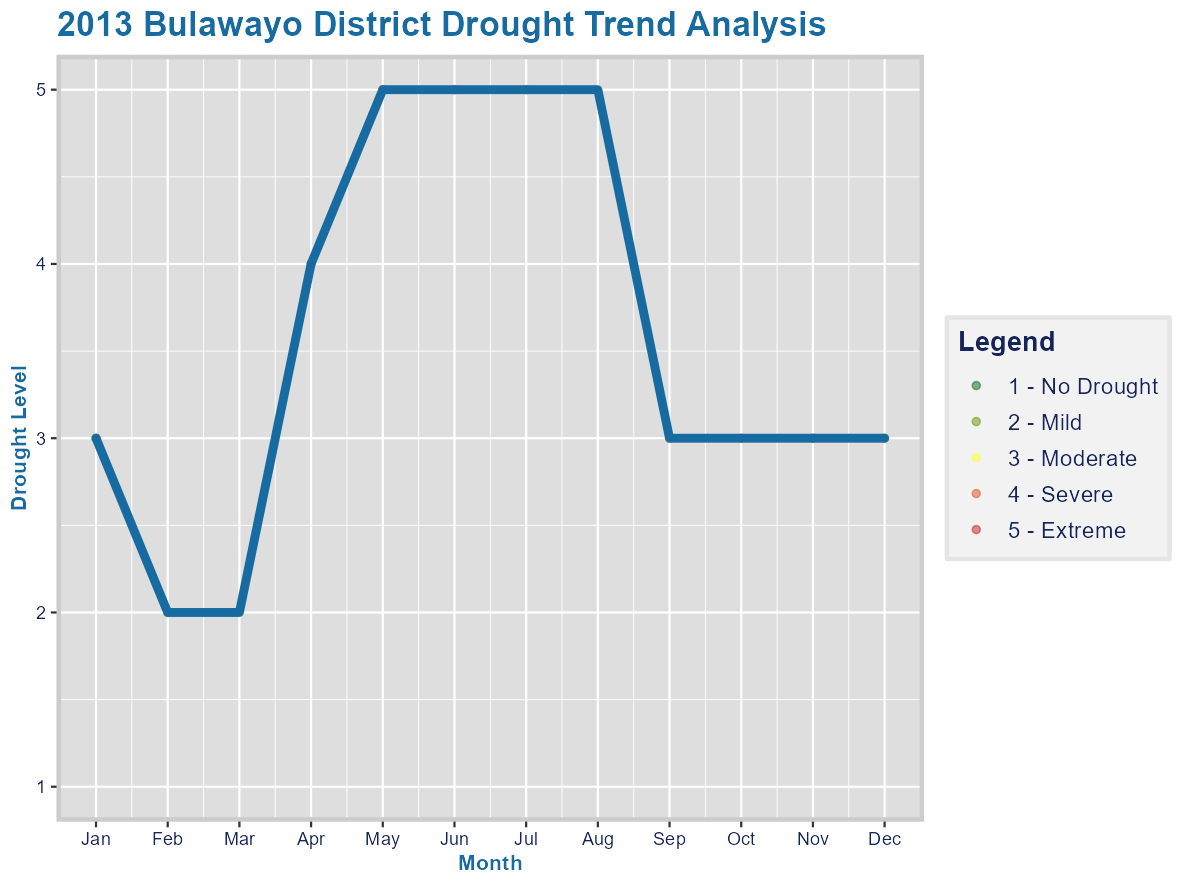 2013 Bulawayo District Drought Trend Analysis
Drought Level
5
4
3
2
1
Jan Feb Mar Apr May Jun Jul Aug Sep Oct Nov Dec
Month
Legend
1 - No Drought
2 - Mild
3 - Moderate
4 - Severe
5 - Extreme